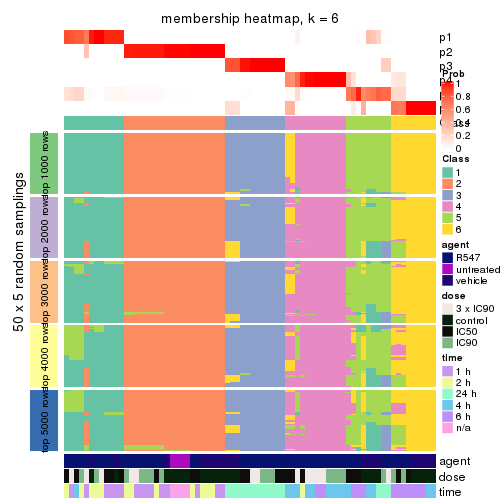 membership heatmap, k = 6
p1
p2
p3
p4
Prob
1
0.8
0.6
0.4
0.2
0
Class
1
2
3
4
5
6
agent
R547
untreated
vehicle
dose
3 x IC90
control
IC50
IC90
time
1 h
2 h
24 h
4 h
6 h
n/a
50 x 5 random samplings
top 1000 rows
top 2000 rows
top 3000 rows
top 4000 rows
top 5000 rows
agent
dose
time